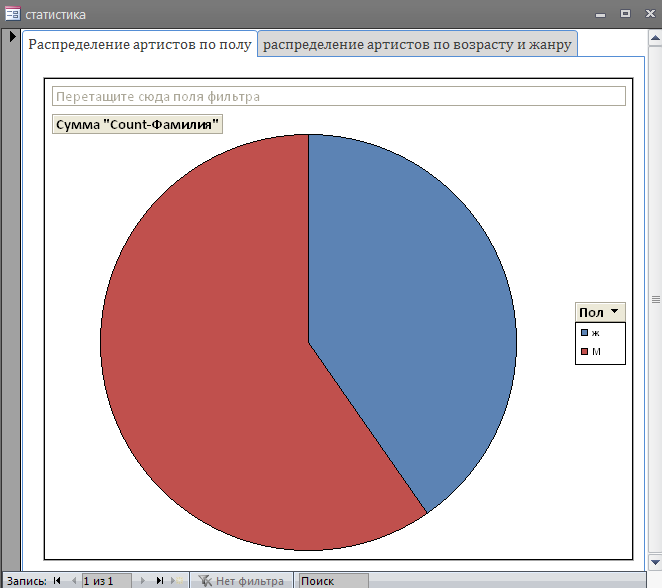 статистика
Распределение артистов по полу
распределение артистов по возрасту и жанру
Перетащите сюда поля фильтра
Сумма "Count-Фамилия"
Пол
ж
М
Запись:
1 из 1
Нет фильтра
Поиск